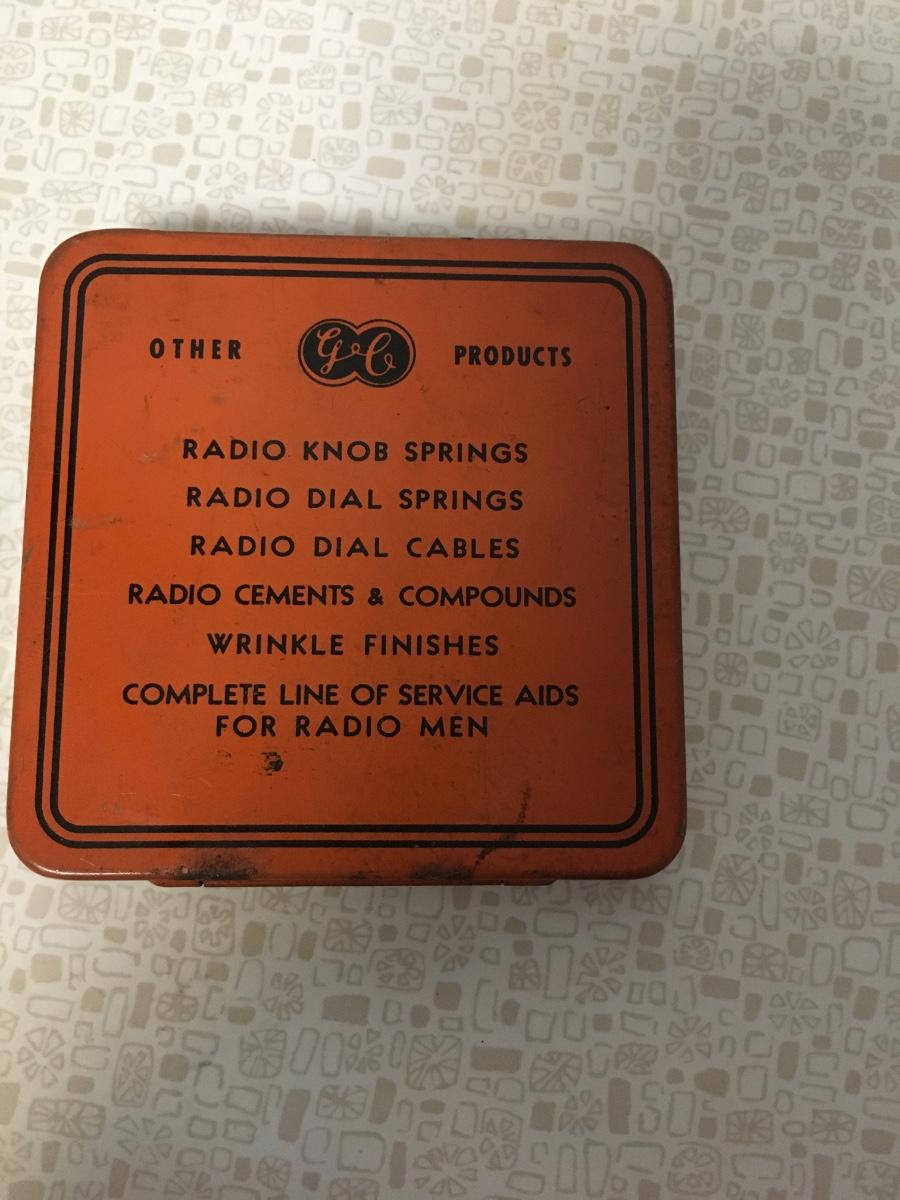 OTHER GC PRODUCTS
RADIO KNOB SPRINGS
RADIO DIAL SPRINGS
RADIO DIAL CABLES
RADIO CEMENTS & COMPOUNDS
WRINKLE FINISHES
COMPLETE LINE OF SERVICE AIDS
FOR RADIO MEN